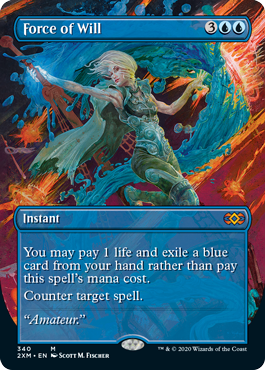 Force of Will 3
Instant
You may pay 1 life and exile a blue
card from your hand rather than pay
this spell's mana cost.
Counter target spell.
"Amateur."
340 M
2XM • EN Scott M. Fischer
™ & © 2020 Wizards of the Coast